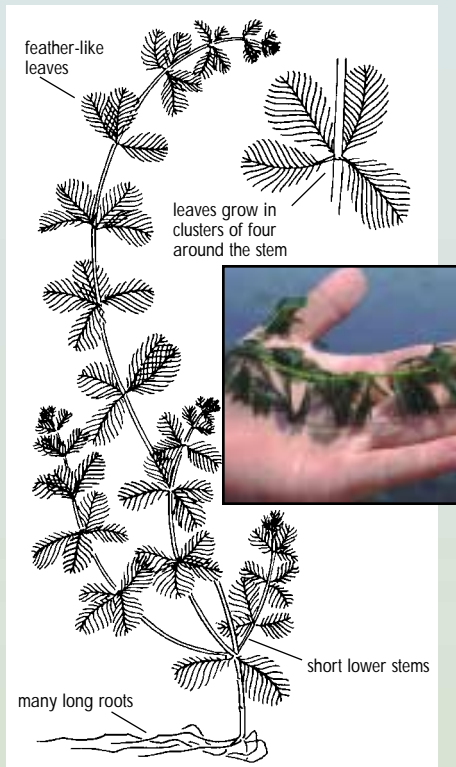 feather-like
leaves
leaves grow in
clusters of four
around the stem
short lower stems
many long roots